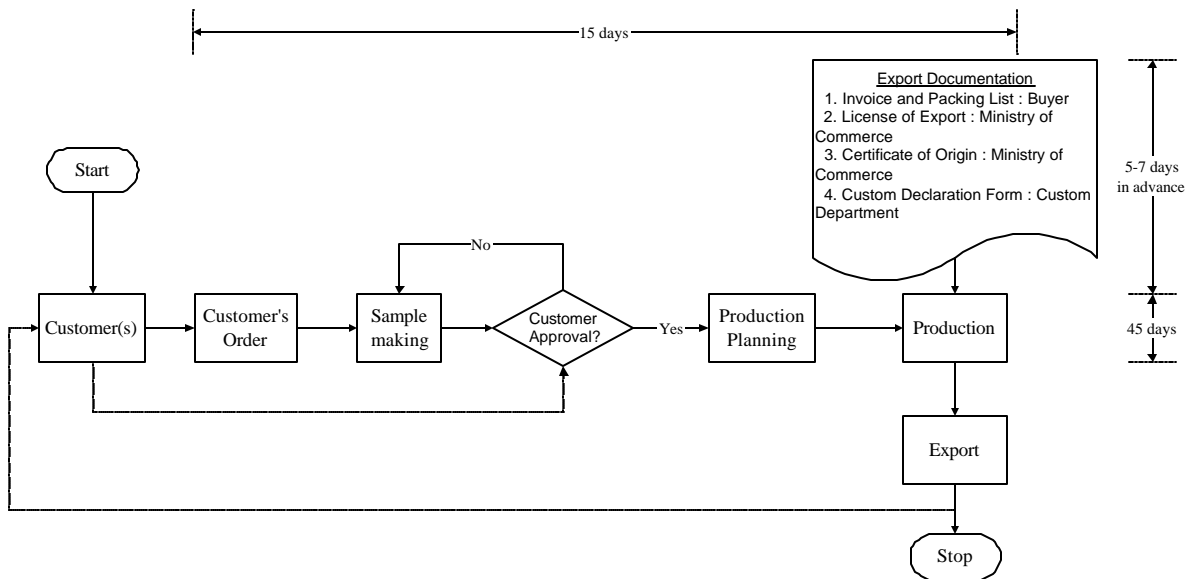 15 days
Export Documentation
1. Invoice and Packing List : Buyer
2. License of Export : Ministry of
Commerce
3. Certificate of Origin : Ministry of
Commerce
4. Custom Declaration Form : Custom
Department
5-7 days
in advance
Start
No
Customer(s)
Customer's
Order
Sample
making
Customer
Approval?
Yes
Production
Planning
Production
45 days
Export
Stop